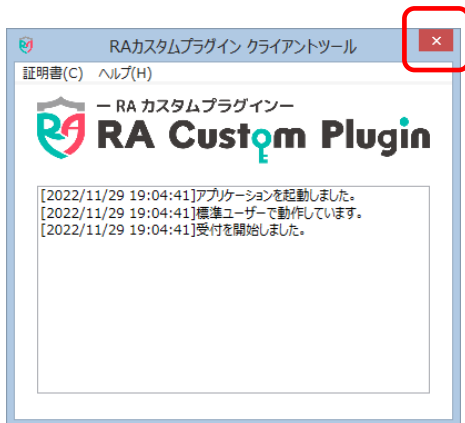 RAカスタムプラグイン クライアントツール
証明書(C) ヘルプ(H)
RA
ー RA カスタムプラグインー
RA Custom Plugin
[2022/11/29 19:04:41]アプリケーションを起動しました。
[2022/11/29 19:04:41]標準ユーザーで動作しています。
[2022/11/29 19:04:41]受付を開始しました。